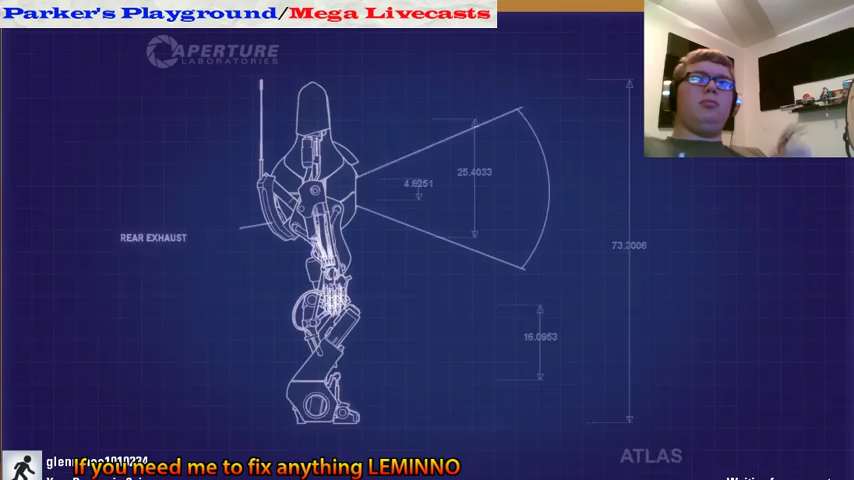 Parker's Playground/Mega Livecasts
APERTURE
LABORATORIES
25.4033
4.6251
REAR EXHAUST
73.3006
16.0953
ATLAS
If you need me to fix anything LEMINNO